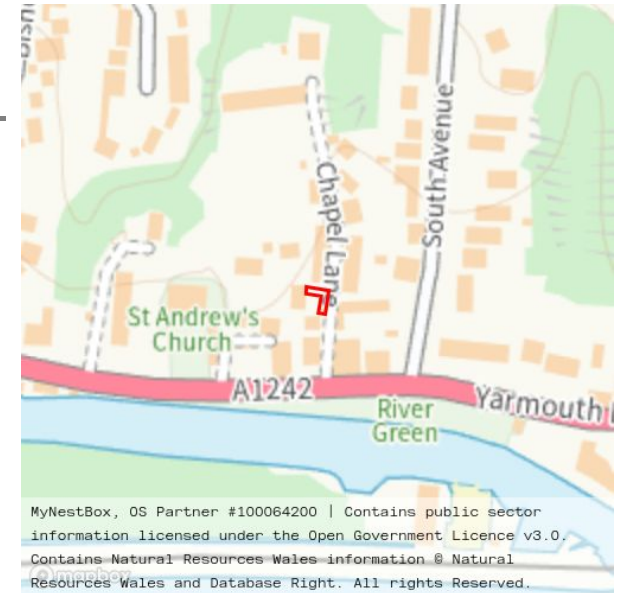 Chapel Lane
South Avenue
St Andrew's
Church
A1242
River
Green
Yarmouth
MyNestBox, OS Partner #100064200 | Contains public sector
information licensed under the Open Government Licence v3.0.
Contains Natural Resources Wales information © Natural
Resources Wales and Database Right. All rights Reserved.
mapbox